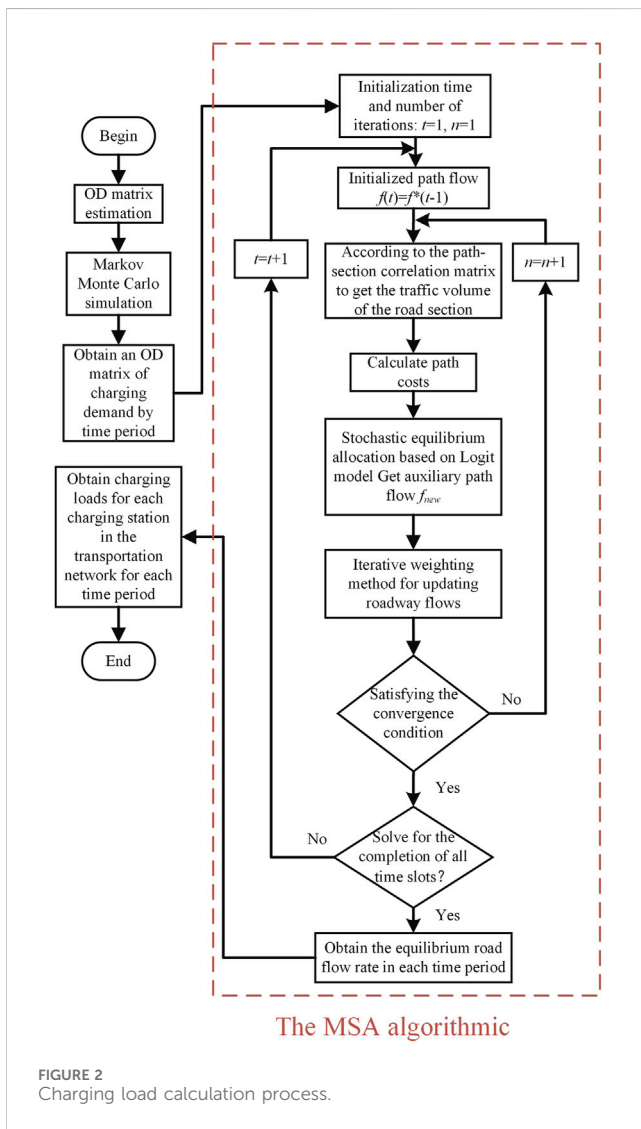 Begin
OD matrix
estimation
Markov
Monte Carlo
simulation
Obtain an OD
matrix of
charging
demand by
time period
Initialization time
and number of
iterations: t=1, n=1
Initialized path flow
f(t)=f*(t-1)
According to the path-
section correlation matrix
to get the traffic volume
of the road section
Calculate path
costs
Stochastic equilibrium
allocation based on Logit
model Get auxiliary path
flow fnew
Iterative weighting
method for updating
roadway flows
Satisfying the
convergence
condition
No
n=n+1
Yes
Solve for the
completion of all
time slots?
No
t=t+1
Yes
Obtain the equilibrium road
flow rate in each time period
Obtain charging
loads for each
charging station
in the
transportation
network for each
time period
End
The MSA algorithmic
FIGURE 2
Charging load calculation process.